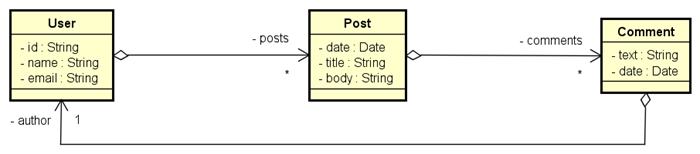 User
- id : String
- name : String
- email : String
- posts
*
Post
- date : Date
- title : String
- body : String
- comments
*
Comment
- text : String
- date : Date
- author
1